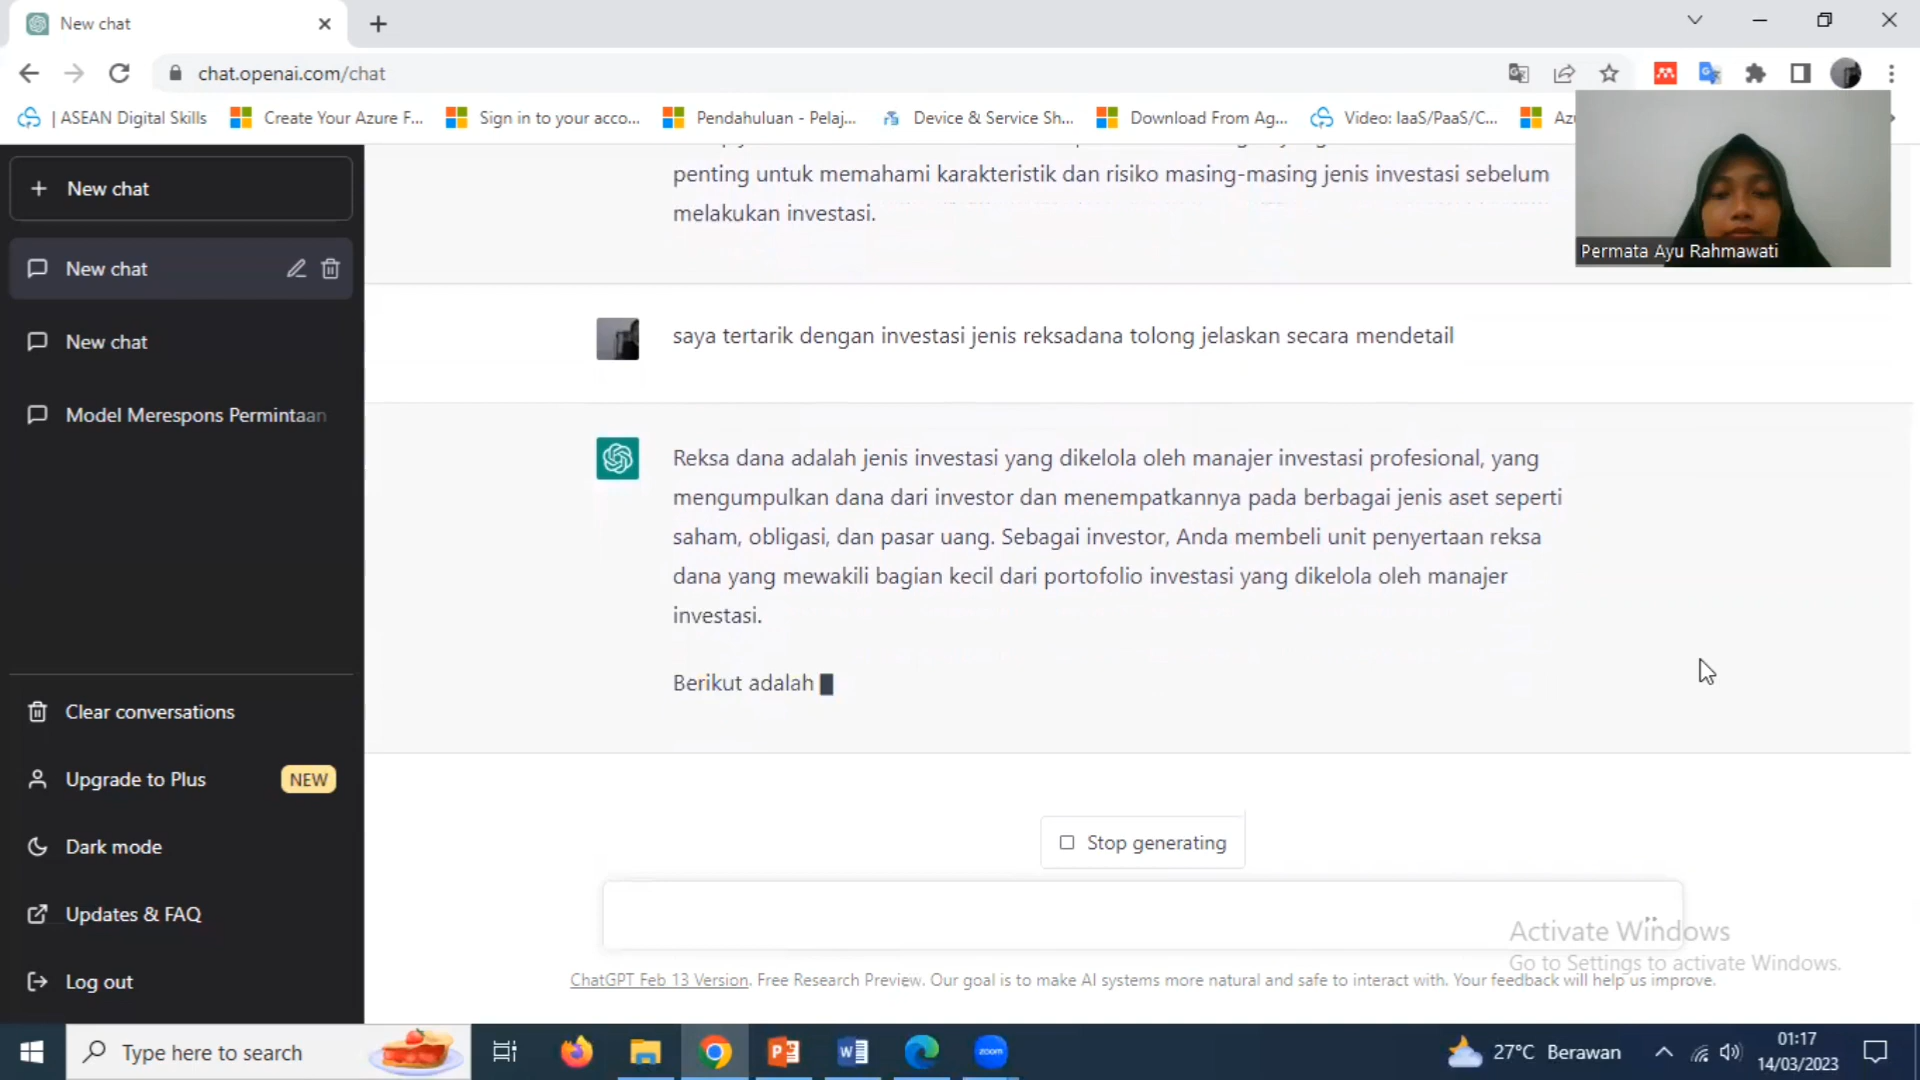 New chat
chat.openai.com/chat
| ASEAN Digital Skills
Create Your Azure F...
Sign in to your acco...
Pendahuluan - Pelaj...
Device & Service Sh...
Download From Ag...
Video: IaaS/PaaS/C...
Azu
New chat
New chat
New chat
Model Merespons Permintaan
Clear conversations
Upgrade to Plus
NEW
Dark mode
Updates & FAQ
Log out
penting untuk memahami karakteristik dan risiko masing-masing jenis investasi sebelum
melakukan investasi.
Permata Ayu Rahmawati
saya tertarik dengan investasi jenis reksadana tolong jelaskan secara mendetail
Reksa dana adalah jenis investasi yang dikelola oleh manajer investasi profesional, yang
mengumpulkan dana dari investor dan menempatkannya pada berbagai jenis aset seperti
saham, obligasi, dan pasar uang. Sebagai investor, Anda membeli unit penyertaan reksa
dana yang mewakili bagian kecil dari portofolio investasi yang dikelola oleh manajer
investasi.
Berikut adalah
Stop generating
Activate Windows
Go to Settings to activate Windows.
ChatGPT Feb 13 Version. Free Research Preview. Our goal is to make AI systems more natural and safe to interact with. Your feedback will help us improve.
Type here to search
zoom
27°C Berawan
01:17
14/03/2023